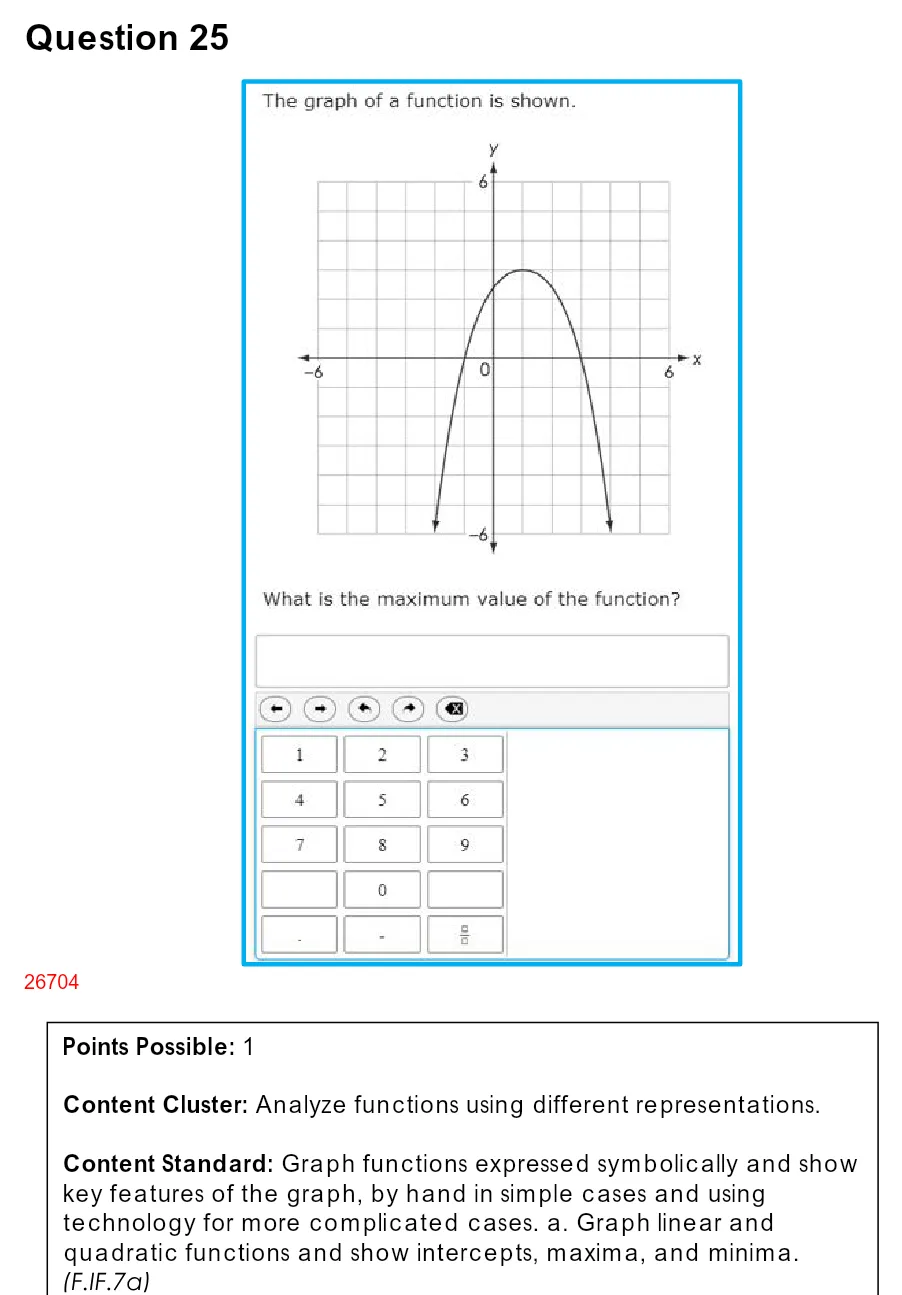 Question 25
The graph of a function is shown.
y
6
-6
0
6
x
-6
What is the maximum value of the function?
1 2 3
4 5 6
7 8 9
0
. - □/□
26704
Points Possible: 1
Content Cluster: Analyze functions using different representations.
Content Standard: Graph functions expressed symbolically and show
key features of the graph, by hand in simple cases and using
technology for more complicated cases. a. Graph linear and
quadratic functions and show intercepts, maxima, and minima.
(F.IF.7a)